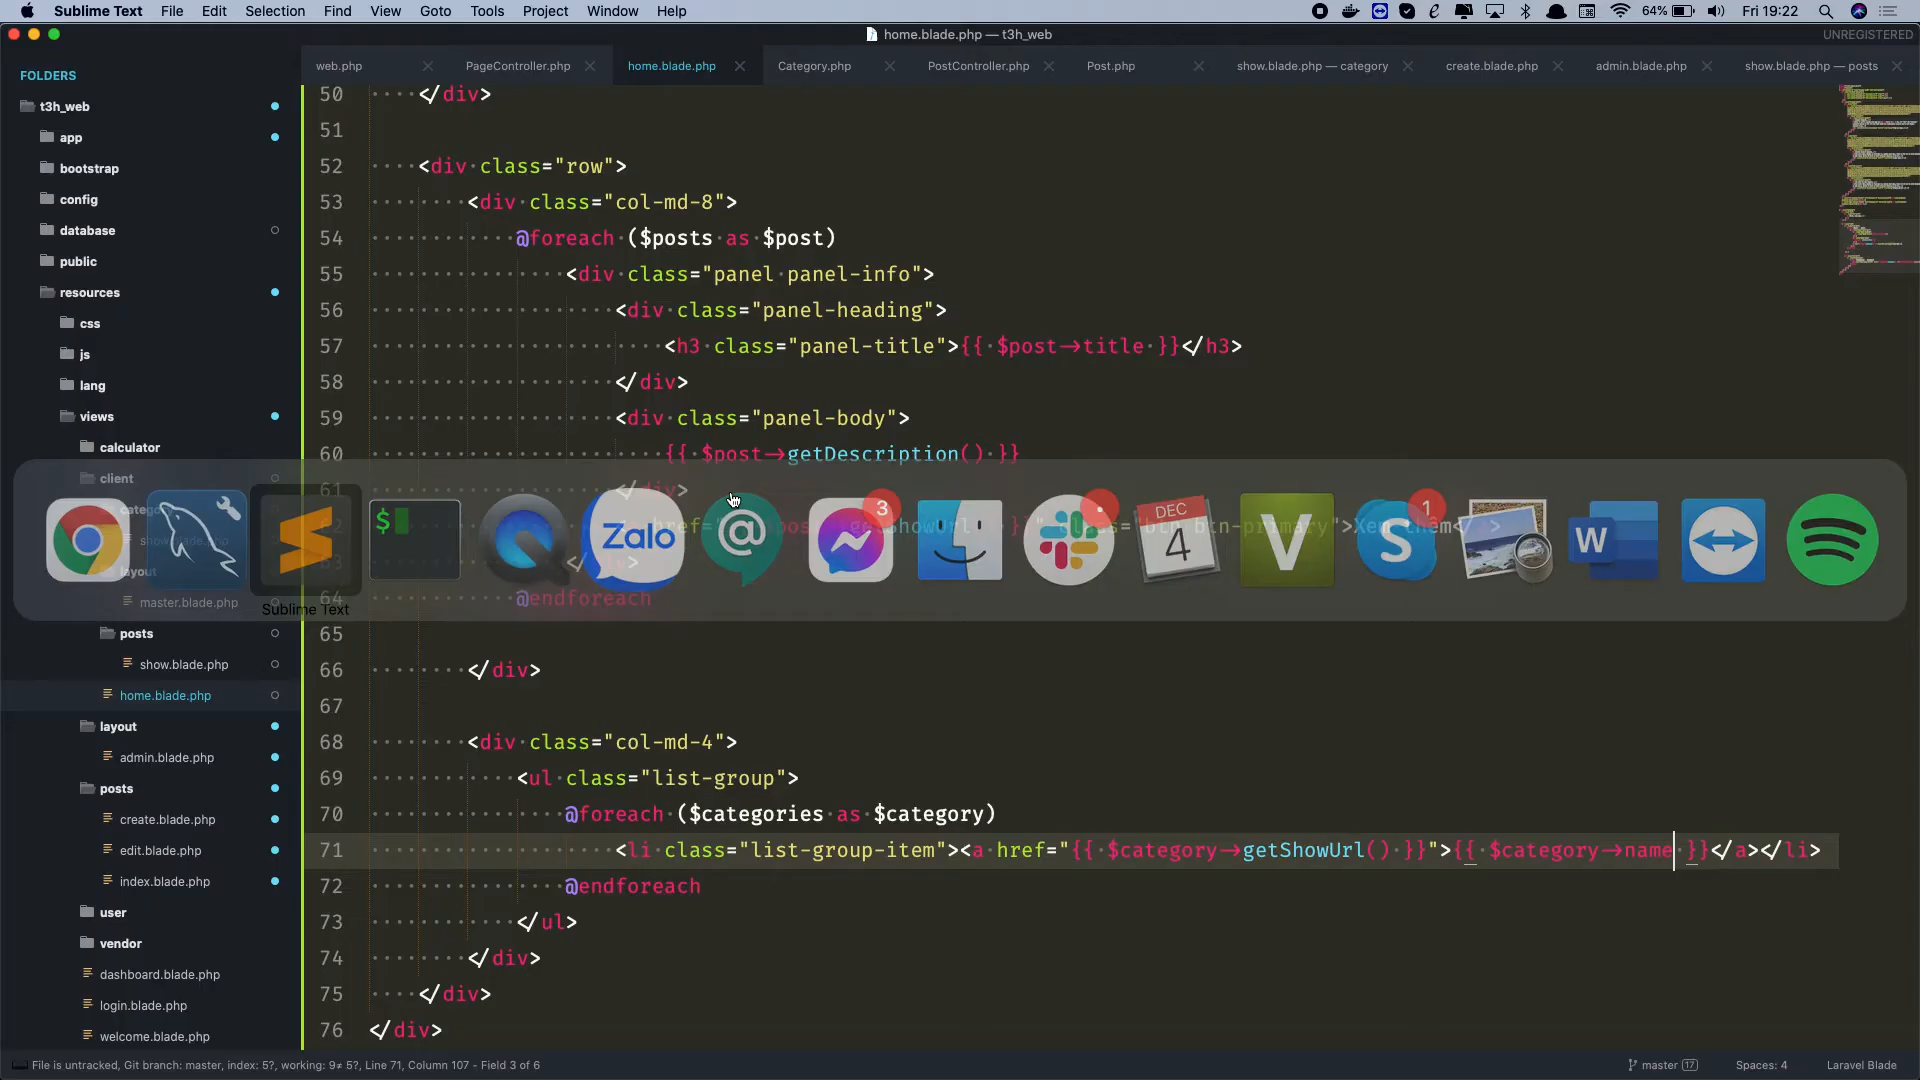 Sublime Text File Edit Selection Find View Goto Tools Project Window Help 64% Fri 19:22
home.blade.php — t3h_web UNREGISTERED
web.php PageController.php home.blade.php Category.php PostController.php Post.php show.blade.php — category create.blade.php admin.blade.php show.blade.php — posts
FOLDERS
t3h_web
app
bootstrap
config
database
public
resources
css
js
lang
views
calculator
client
layout
master.blade.php
posts
show.blade.php
home.blade.php
layout
admin.blade.php
posts
create.blade.php
edit.blade.php
index.blade.php
user
vendor
dashboard.blade.php
login.blade.php
welcome.blade.php
50 </div>
51
52 <div class="row">
53 <div class="col-md-8">
54 @foreach ($posts as $post)
55 <div class="panel panel-info">
56 <div class="panel-heading">
57 <h3 class="panel-title">{{ $post->title }}</h3>
58 </div>
59 <div class="panel-body">
60 {{ $post->getDescription() }}
</div>
$
Zalo
@
3
DEC
4
V
S
1
W
Sublime Text
@endforeach
65
66 </div>
67
68 <div class="col-md-4">
69 <ul class="list-group">
70 @foreach ($categories as $category)
71 <li class="list-group-item"><a href="{{ $category->getShowUrl() }}">{{ $category->name }}</a></li>
72 @endforeach
73 </ul>
74 </div>
75 </div>
76 </div>
File is untracked, Git branch: master, index: 5?, working: 9≠ 5?, Line 71, Column 107 - Field 3 of 6 master 17 Spaces: 4 Laravel Blade